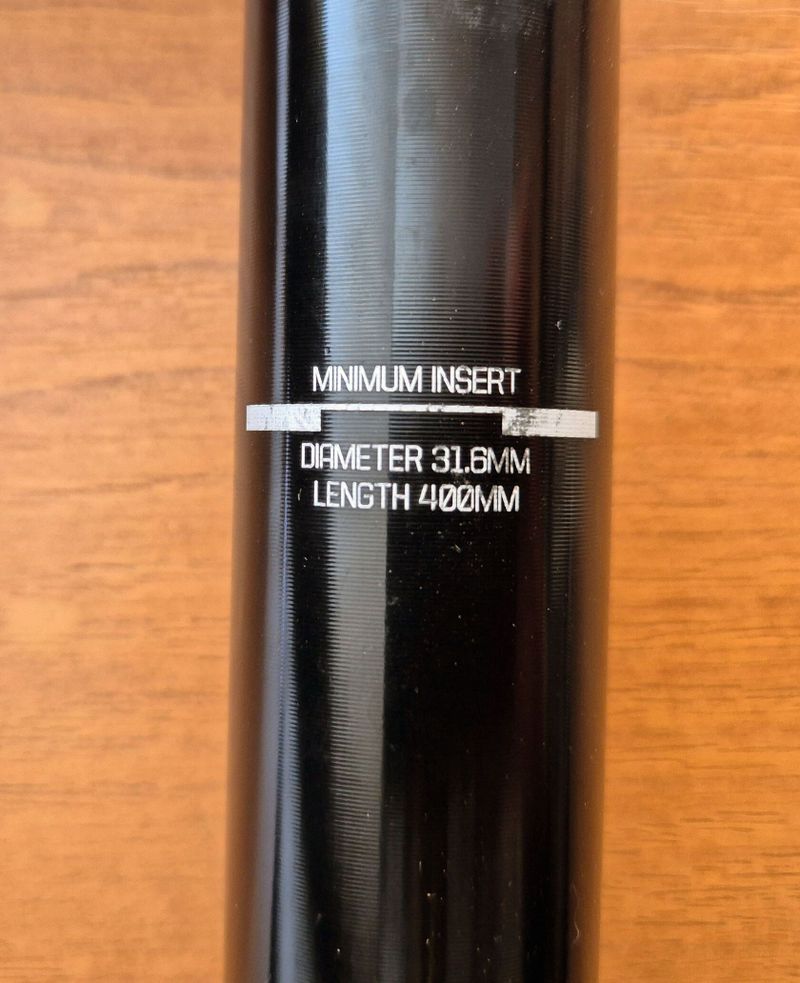 MINIMUM INSERT
DIAMETER 31.6MM
LENGTH 400MM